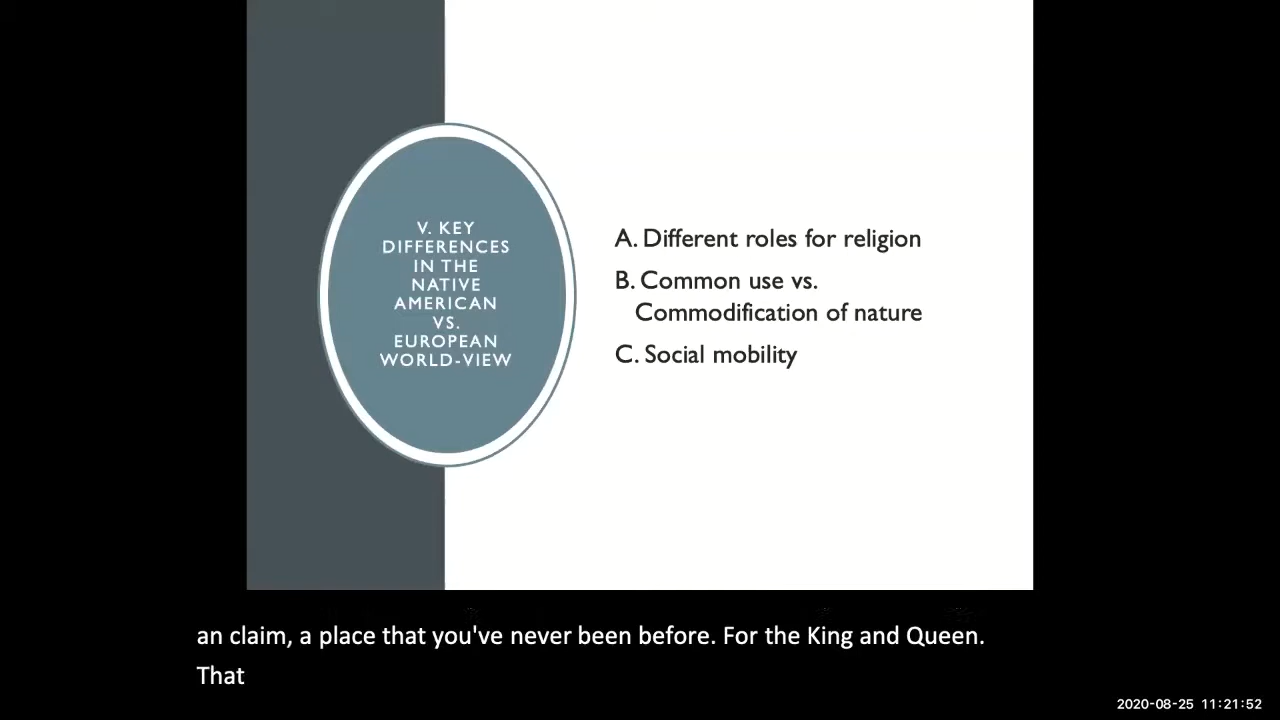 V. KEY
DIFFERENCES
IN THE
NATIVE
AMERICAN
VS.
EUROPEAN
WORLD-VIEW
A. Different roles for religion
B. Common use vs.
Commodification of nature
C. Social mobility
an claim, a place that you've never been before. For the King and Queen.
That
2020-08-25 11:21:52